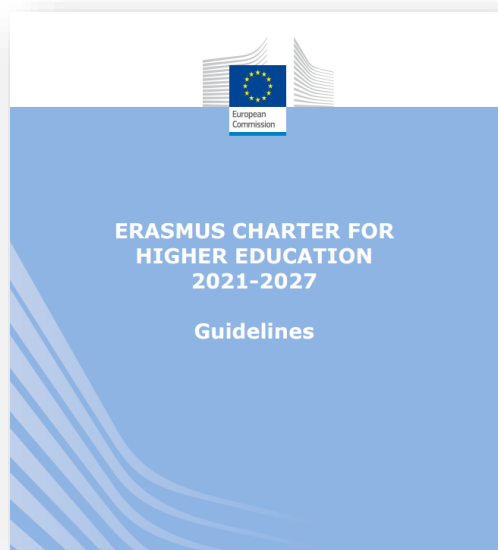 European
Commission
ERASMUS CHARTER FOR
HIGHER EDUCATION
2021-2027
Guidelines